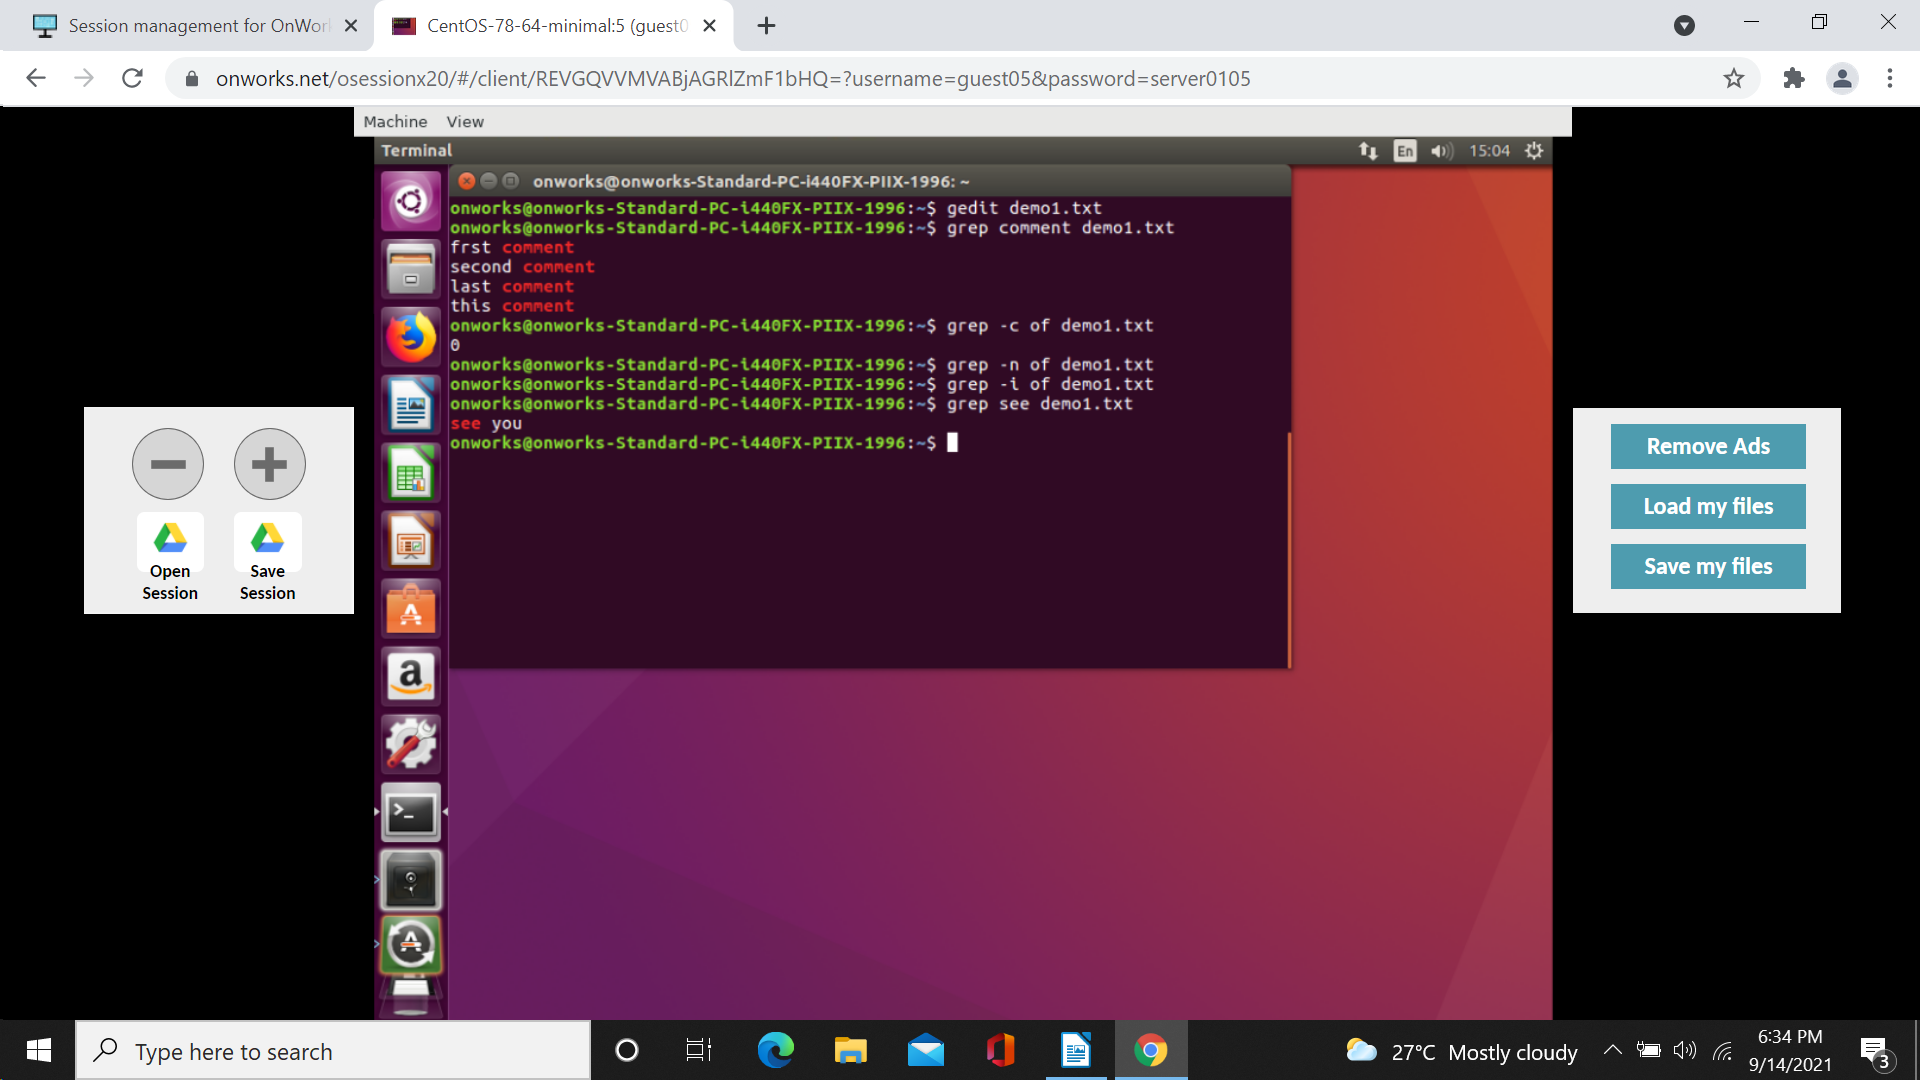 Session management for OnWor
CentOS-78-64-minimal:5 (guest0
onworks.net/osessionx20/#/client/REVGQVVMVABjAGRlZmF1bHQ=?username=guest05&password=server0105
Machine View
Terminal
En
15:04
onworks@onworks-Standard-PC-i440FX-PIIX-1996: ~
onworks@onworks-Standard-PC-i440FX-PIIX-1996:~$ gedit demo1.txt
onworks@onworks-Standard-PC-i440FX-PIIX-1996:~$ grep comment demo1.txt
frst comment
second comment
last comment
this comment
onworks@onworks-Standard-PC-i440FX-PIIX-1996:~$ grep -c of demo1.txt
0
onworks@onworks-Standard-PC-i440FX-PIIX-1996:~$ grep -n of demo1.txt
onworks@onworks-Standard-PC-i440FX-PIIX-1996:~$ grep -i of demo1.txt
onworks@onworks-Standard-PC-i440FX-PIIX-1996:~$ grep see demo1.txt
see you
onworks@onworks-Standard-PC-i440FX-PIIX-1996:~$
Open
Session
Save
Session
Remove Ads
Load my files
Save my files
Type here to search
27°C Mostly cloudy
6:34 PM
9/14/2021
3